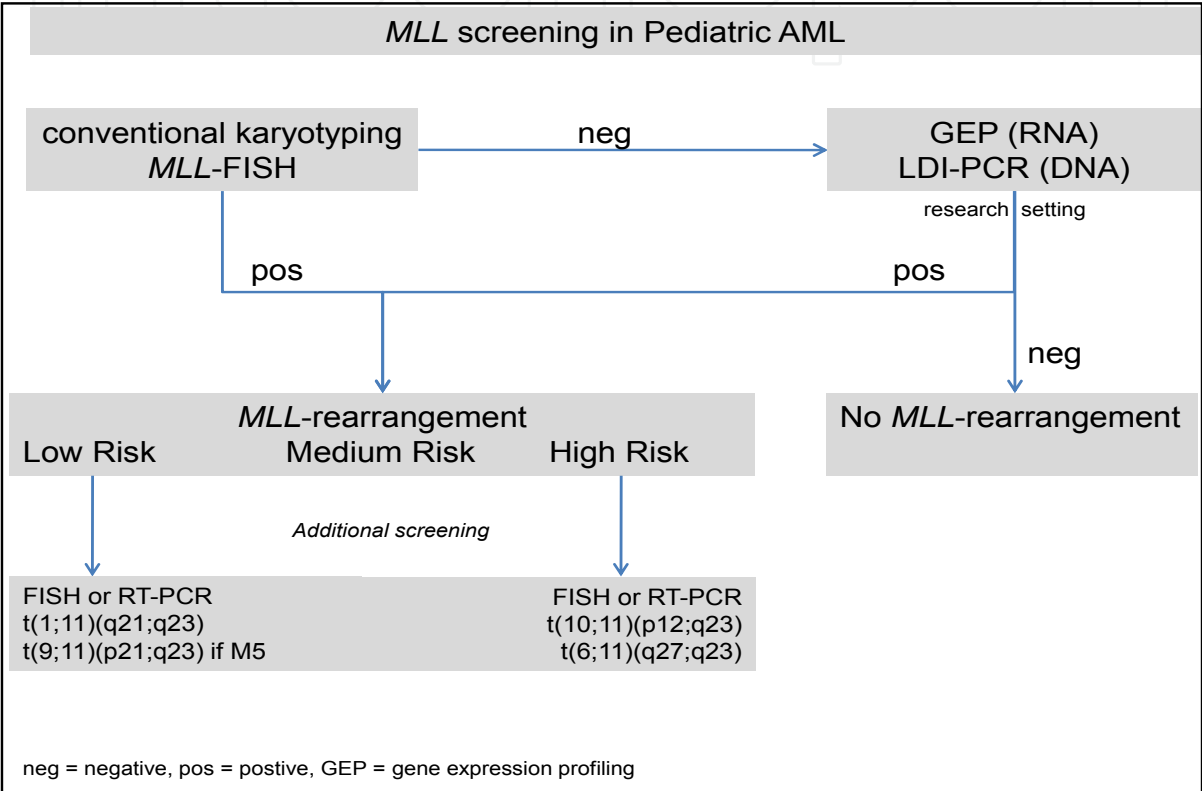 MLL screening in Pediatric AML
conventional karyotyping
MLL-FISH
neg
GEP (RNA)
LDI-PCR (DNA)
research setting
pos
pos
neg
MLL-rearrangement
Low Risk Medium Risk High Risk
No MLL-rearrangement
Additional screening
FISH or RT-PCR
t(1;11)(q21;q23)
t(9;11)(p21;q23) if M5
FISH or RT-PCR
t(10;11)(p12;q23)
t(6;11)(q27;q23)
neg = negative, pos = postive, GEP = gene expression profiling